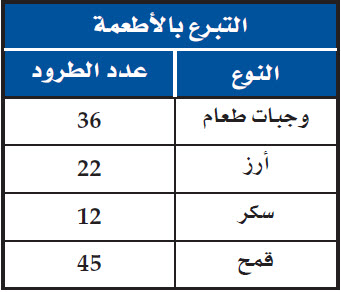 التبرع بالأطعمة
النوع عدد الطرود
وجبات طعام 36
أرز 22
سكر 12
قمح 45